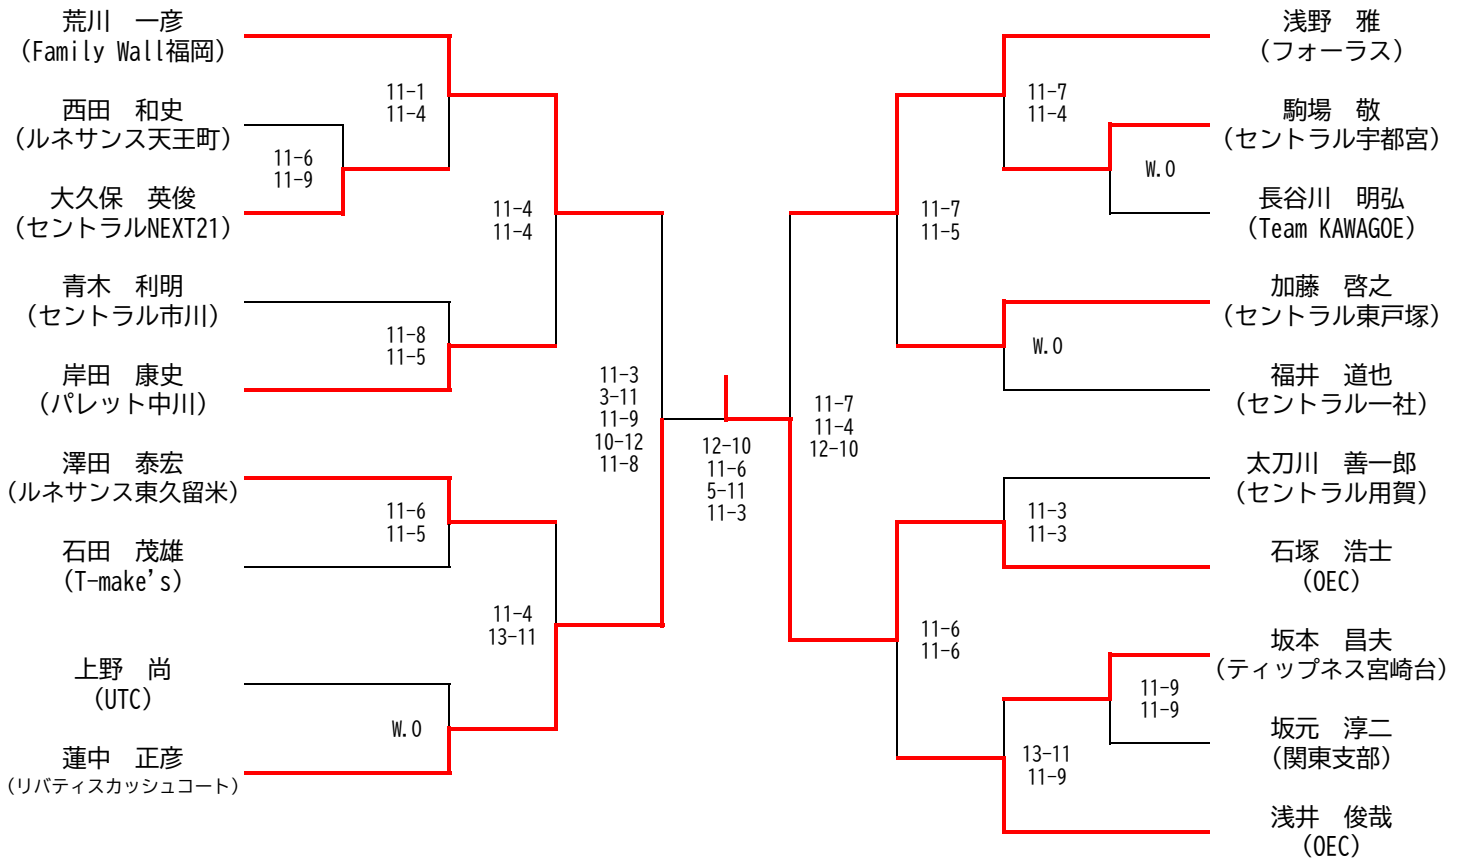 荒川　一彦
（Family Wall福岡）
西田　和史
（ルネサンス天王町）
大久保　英俊
（セントラルNEXT21）
青木　利明
（セントラル市川）
岸田　康史
（パレット中川）
澤田　泰宏
（ルネサンス東久留米）
石田　茂雄
（T-make's）
上野　尚
（UTC）
蓮中　正彦
（リバティスカッシュコート）
11-1
11-4
11-6
11-9
11-4
11-4
11-8
11-5
11-6
11-5
11-4
13-11
W.O
11-3
3-11
11-9
10-12
11-8
12-10
11-6
5-11
11-3
11-7
11-4
12-10
11-7
11-5
11-6
11-6
11-7
11-4
W.O
W.O
11-3
11-3
11-9
11-9
13-11
11-9
浅野　雅
（フォーラス）
駒場　敬
（セントラル宇都宮）
長谷川　明弘
（Team KAWAGOE）
加藤　啓之
（セントラル東戸塚）
福井　道也
（セントラル一社）
太刀川　善一郎
（セントラル用賀）
石塚　浩士
（OEC）
坂本　昌夫
（ティップネス宮崎台）
坂元　淳二
（関東支部）
浅井　俊哉
（OEC）